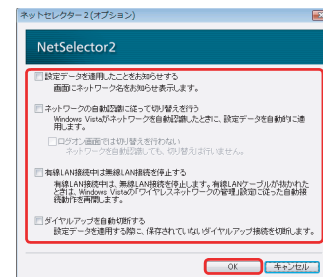 ネットセレクター2(オプション)
NetSelector2
設定データを適用したことをお知らせする
画面にネットワーク名をお知らせ表示します。
ネットワークの自動認識に従って切り替えを行う
Windows Vistaがネットワークを自動認識したときに、設定データを自動的に適
用します。
ログオン画面では切り替えを行わない
ネットワークを自動認識しても、切り替えは行いません。
有線LAN接続中は無線LAN接続を停止する
有線LAN接続中は、無線LAN接続を停止します。有線LANケーブルが抜かれた
ときは、Windows Vistaの「ワイヤレスネットワークの管理」設定に従った自動接
続動作を再開します。
ダイヤルアップを自動切断する
設定データを適用する際に、保存されていないダイヤルアップ接続を切断します。
OK
キャンセル